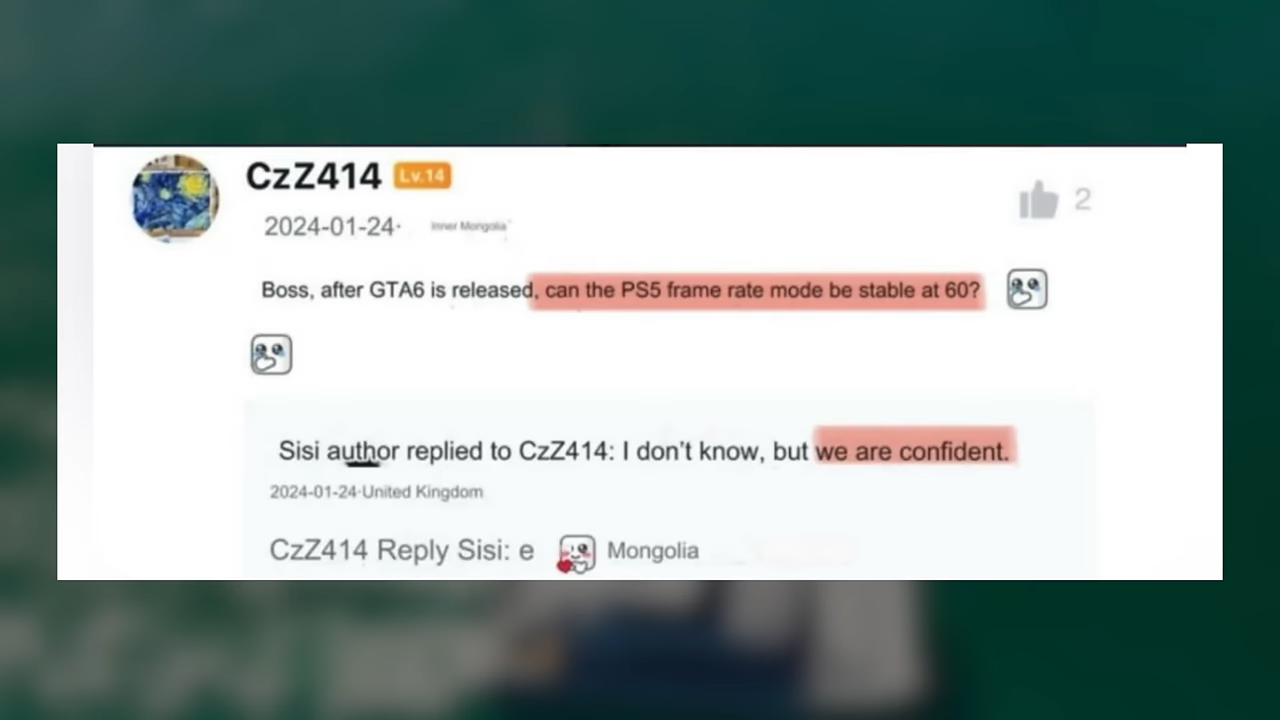 CzZ414 Lv.14
2024-01-24· Inner Mongolia
2
Boss, after GTA6 is released, can the PS5 frame rate mode be stable at 60?
Sisi author replied to CzZ414: I don't know, but we are confident.
2024-01-24·United Kingdom
CzZ414 Reply Sisi: e Mongolia